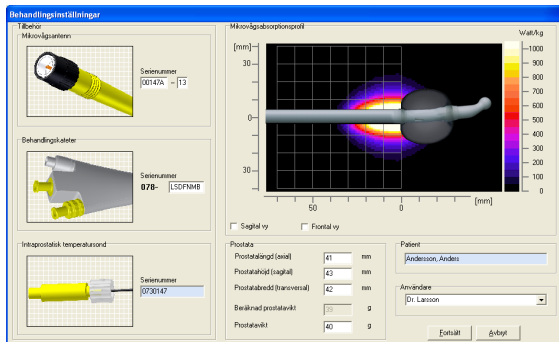 Behandlingsinställningar
Tillbehör
Mikrovågsantenn
Serienummer
00147A - 13
Behandlingskateter
Serienummer
078- LSDFNMB
Intraprostatisk temperatursond
Serienummer
0730147
Mikrovågsabsorptionsprofil
Watt/kg
[mm]
30
0
30
50
0
[mm]
1000
900
800
700
600
500
400
300
200
100
0
Sagital vy
Frontal vy
Prostata
Prostatalängd (axial) 41 mm
Prostatahöjd (sagital) 43 mm
Prostatabredd (transversal) 42 mm
Beräknad prostatavikt 39 g
Prostatavikt 40 g
Patient
Andersson, Anders
Användare
Dr. Larsson
Fortsätt
Avbryt